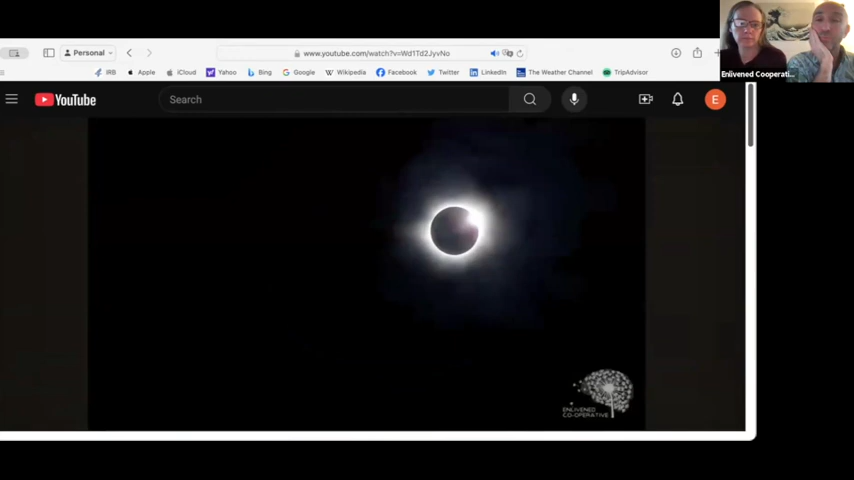 Personal
www.youtube.com/watch?v=Wd1Td2JyvNo
Enlivened Cooperati...
IRB Apple iCloud Yahoo Bing Google Wikipedia Facebook Twitter LinkedIn The Weather Channel TripAdvisor
YouTube
Search
E
ENLIVENED
CO-OPERATIVE